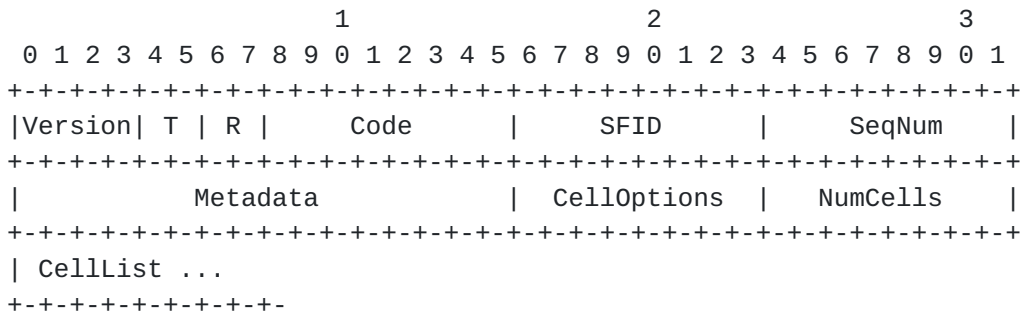 1                   2                   3
 0 1 2 3 4 5 6 7 8 9 0 1 2 3 4 5 6 7 8 9 0 1 2 3 4 5 6 7 8 9 0 1
+-+-+-+-+-+-+-+-+-+-+-+-+-+-+-+-+-+-+-+-+-+-+-+-+-+-+-+-+-+-+-+-+
|Version| T | R |     Code      |     SFID      |     SeqNum    |
+-+-+-+-+-+-+-+-+-+-+-+-+-+-+-+-+-+-+-+-+-+-+-+-+-+-+-+-+-+-+-+-+
|           Metadata            |  CellOptions  |   NumCells    |
+-+-+-+-+-+-+-+-+-+-+-+-+-+-+-+-+-+-+-+-+-+-+-+-+-+-+-+-+-+-+-+-+
| CellList ...
+-+-+-+-+-+-+-+-+-